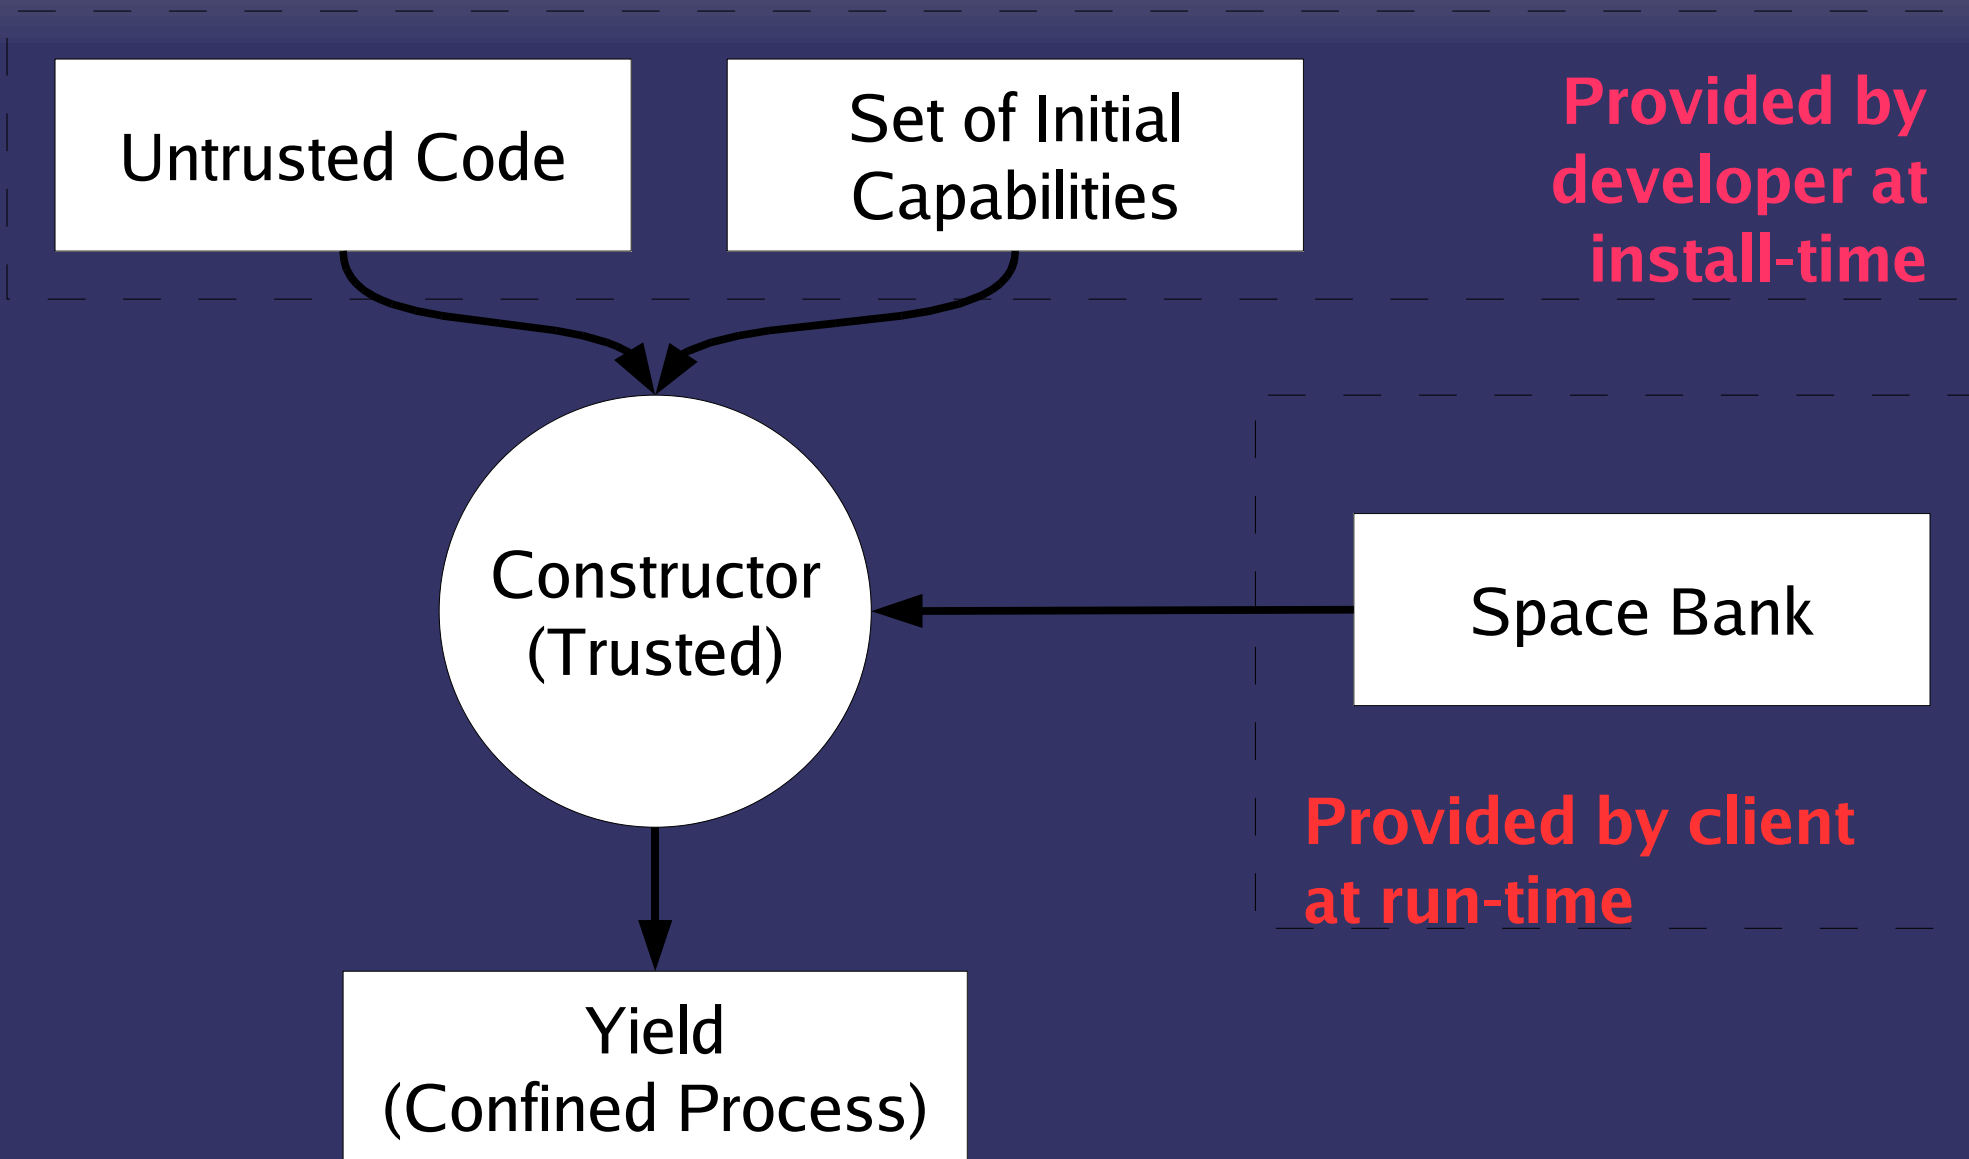 Untrusted Code
Set of Initial
Capabilities
Provided by
developer at
install-time
Constructor
(Trusted)
Space Bank
Provided by client
at run-time
Yield
(Confined Process)